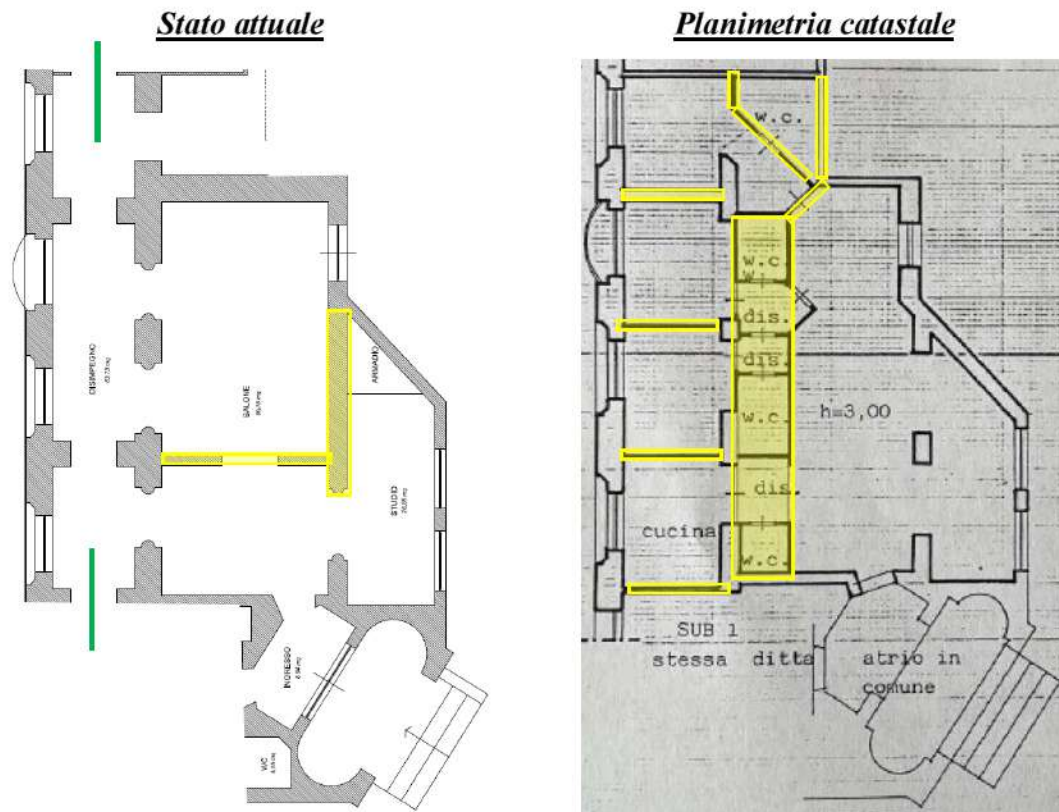 Stato attuale
Planimetria catastale
DISIMPEGNO
SALONE
ARMADIO
STUDIO
INGRESSO
WC
w.c.
w.c.
w
dis.
dis.
w.c.
h=3,00
dis.
cucina
w.c.
SUB 1
stessa ditta
atrio in
comune